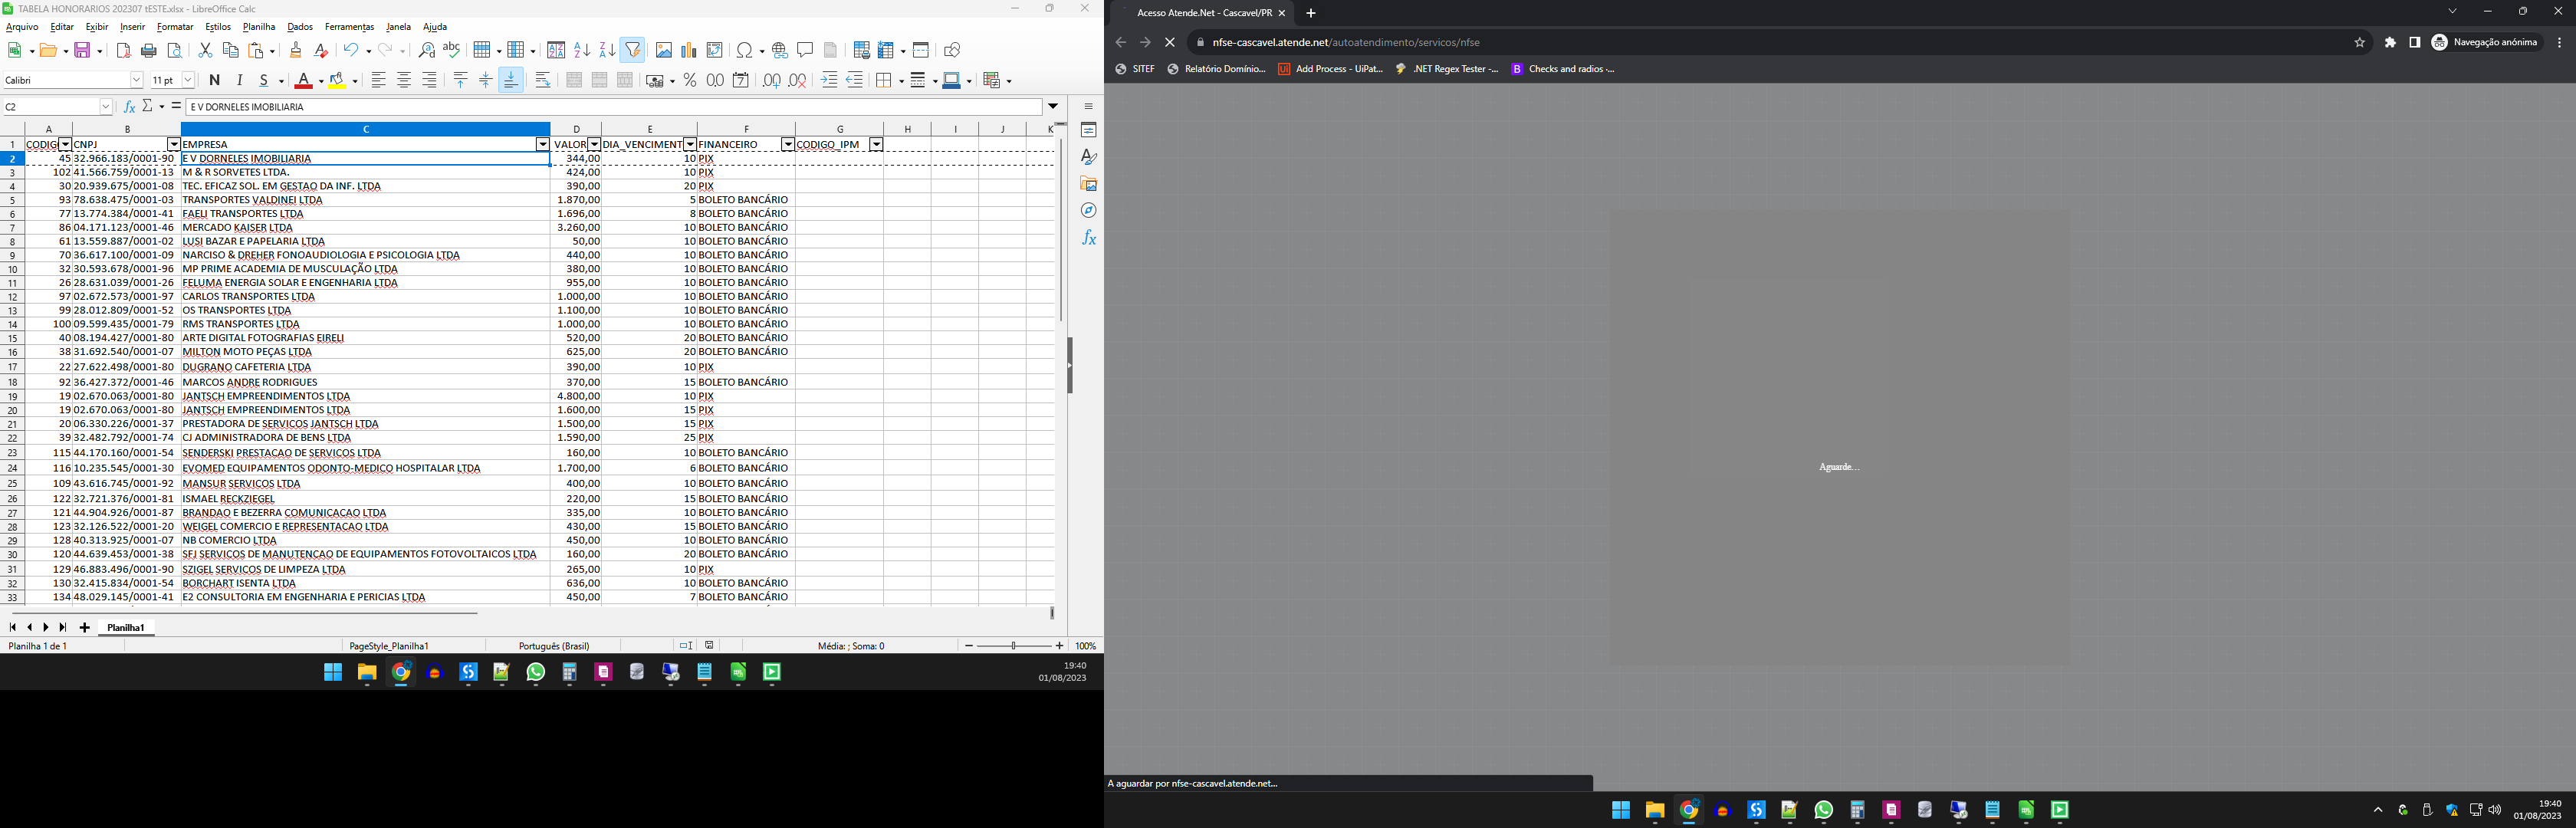 TABELA HONORARIOS 202307 tESTE.xlsx - LibreOffice Calc
Arquivo Editar Exibir Inserir Formatar Estilos Planilha Dados Ferramentas Janela Ajuda
Calibri 11 pt N I S
C2 E V DORNELES IMOBILIARIA
A B C D E F G H I J K
1 CODIG CNPJ EMPRESA VALOR DIA_VENCIMENT FINANCEIRO CODIGO_IPM
2 45 32.966.183/0001-90 E V DORNELES IMOBILIARIA 344,00 10 PIX
3 102 41.566.759/0001-13 M & R SORVETES LTDA. 424,00 10 PIX
4 30 20.939.675/0001-08 TEC. EFICAZ SOL. EM GESTAO DA INF. LTDA 390,00 20 PIX
5 93 78.638.475/0001-03 TRANSPORTES VALDINEI LTDA 1.870,00 5 BOLETO BANCÁRIO
6 77 13.774.384/0001-41 FAELI TRANSPORTES LTDA 1.696,00 8 BOLETO BANCÁRIO
7 86 04.171.123/0001-46 MERCADO KAISER LTDA 3.260,00 10 BOLETO BANCÁRIO
8 61 13.559.887/0001-02 LUSI BAZAR E PAPELARIA LTDA 50,00 10 BOLETO BANCÁRIO
9 70 36.617.100/0001-09 NARCISO & DREHER FONOAUDIOLOGIA E PSICOLOGIA LTDA 440,00 10 BOLETO BANCÁRIO
10 32 30.593.678/0001-96 MP PRIME ACADEMIA DE MUSCULAÇÃO LTDA 380,00 10 BOLETO BANCÁRIO
11 26 28.631.039/0001-26 FELUMA ENERGIA SOLAR E ENGENHARIA LTDA 955,00 10 BOLETO BANCÁRIO
12 97 02.672.573/0001-97 CARLOS TRANSPORTES LTDA 1.000,00 10 BOLETO BANCÁRIO
13 99 28.012.809/0001-52 OS TRANSPORTES LTDA 1.100,00 10 BOLETO BANCÁRIO
14 100 09.599.435/0001-79 RMS TRANSPORTES LTDA 1.000,00 10 BOLETO BANCÁRIO
15 40 08.194.427/0001-80 ARTE DIGITAL FOTOGRAFIAS EIRELI 520,00 20 BOLETO BANCÁRIO
16 38 31.692.540/0001-07 MILTON MOTO PEÇAS LTDA 625,00 20 BOLETO BANCÁRIO
17 22 27.622.498/0001-80 DUGRANO CAFETERIA LTDA 390,00 10 PIX
18 92 36.427.372/0001-46 MARCOS ANDRE RODRIGUES 370,00 15 BOLETO BANCÁRIO
19 19 02.670.063/0001-80 JANTSCH EMPREENDIMENTOS LTDA 4.800,00 10 PIX
20 19 02.670.063/0001-80 JANTSCH EMPREENDIMENTOS LTDA 1.600,00 15 PIX
21 20 06.330.226/0001-37 PRESTADORA DE SERVICOS JANTSCH LTDA 1.500,00 15 PIX
22 39 32.482.792/0001-74 CJ ADMINISTRADORA DE BENS LTDA 1.590,00 25 PIX
23 115 44.170.160/0001-54 SENDERSKI PRESTACAO DE SERVICOS LTDA 160,00 10 BOLETO BANCÁRIO
24 116 10.235.545/0001-30 EVOMED EQUIPAMENTOS ODONTO-MEDICO HOSPITALAR LTDA 1.700,00 6 BOLETO BANCÁRIO
25 109 43.616.745/0001-92 MANSUR SERVICOS LTDA 400,00 10 BOLETO BANCÁRIO
26 122 32.721.376/0001-81 ISMAEL RECKZIEGEL 220,00 15 BOLETO BANCÁRIO
27 121 44.904.926/0001-87 BRANDAO E BEZERRA COMUNICACAO LTDA 335,00 10 BOLETO BANCÁRIO
28 123 32.126.522/0001-20 WEIGEL COMERCIO E REPRESENTACAO LTDA 430,00 15 BOLETO BANCÁRIO
29 128 40.313.925/0001-07 NB COMERCIO LTDA 450,00 10 BOLETO BANCÁRIO
30 120 44.639.453/0001-38 SFJ SERVICOS DE MANUTENCAO DE EQUIPAMENTOS FOTOVOLTAICOS LTDA 160,00 20 BOLETO BANCÁRIO
31 129 46.883.496/0001-90 SZIGEL SERVICOS DE LIMPEZA LTDA 265,00 10 PIX
32 130 32.415.834/0001-54 BORCHART ISENTA LTDA 636,00 10 BOLETO BANCÁRIO
33 134 48.029.145/0001-41 E2 CONSULTORIA EM ENGENHARIA E PERICIAS LTDA 450,00 7 BOLETO BANCÁRIO
Planilha1
Planilha 1 de 1 PageStyle_Planilha1 Português (Brasil) Média: ; Soma: 0 100%
19:40
01/08/2023
Acesso Atende.Net - Cascavel/PR
nfse-cascavel.atende.net/autoatendimento/servicos/nfse Navegação anónima
SITEF Relatório Domínio... Add Process - UiPat... .NET Regex Tester -... Checks and radios ·...
Aguarde...
A aguardar por nfse-cascavel.atende.net...
19:40
01/08/2023